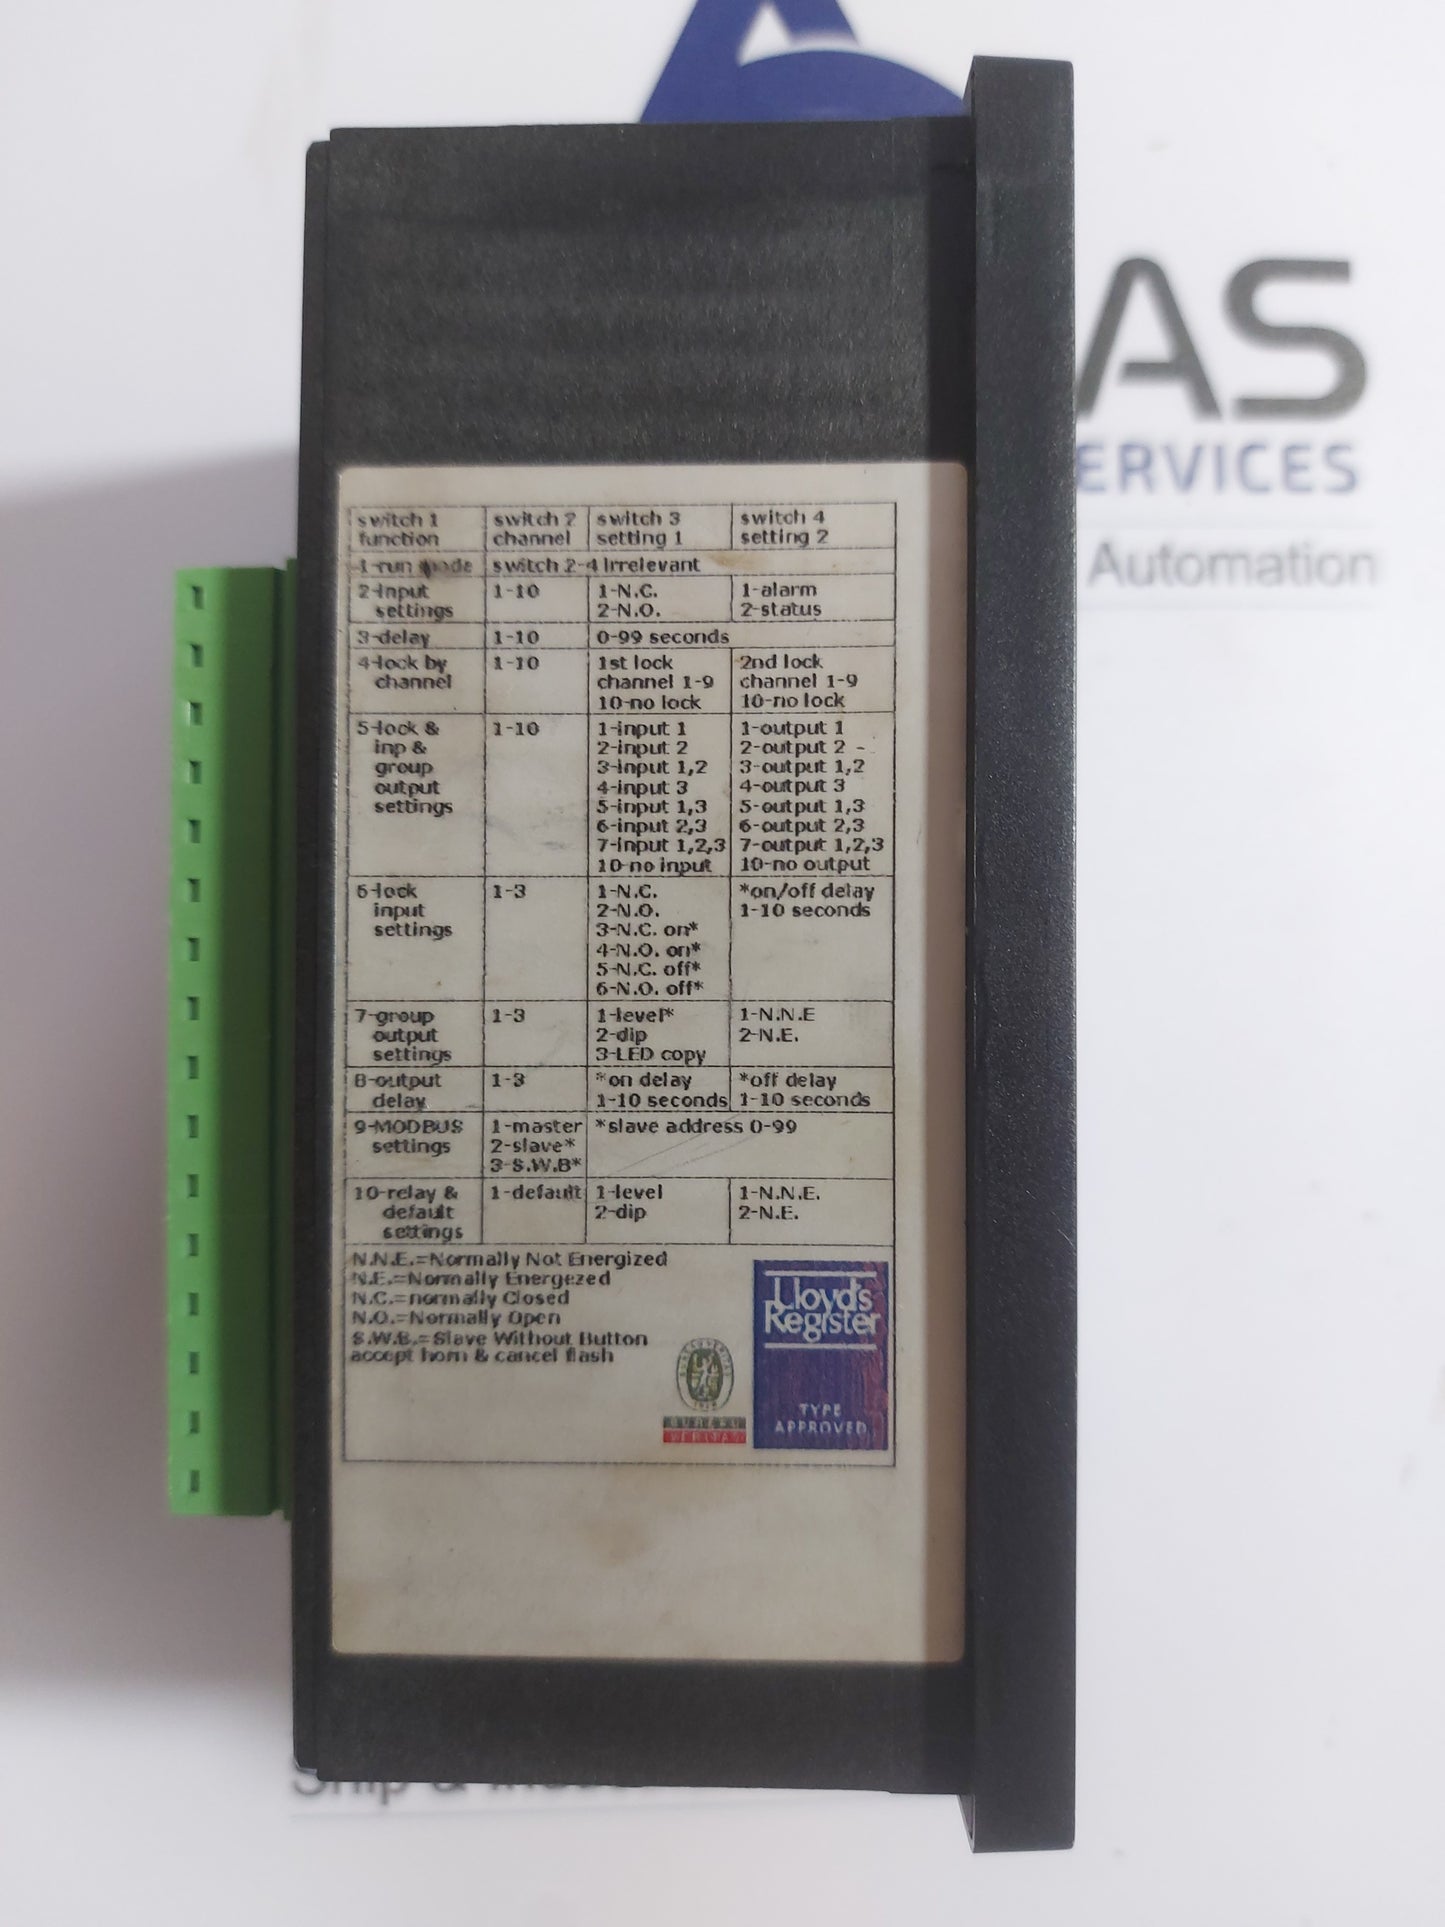 AS
ERVICES
Automation
switch 1 switch 2 switch 3 switch 4
function channel setting 1 setting 2
1-run mode switch 2-4 Irrelevant
2-input 1-10 1-N.C. 1-alarm
settings 2-N.O. 2-status
3-delay 1-10 0-99 seconds
4-lock by 1-10 1st lock 2nd lock
channel channel 1-9 channel 1-9
10-no lock 10-no lock
5-lock & 1-10 1-input 1 1-output 1
inp & 2-input 2 2-output 2
group 3-input 1,2 3-output 1,2
output 4-input 3 4-output 3
settings 5-input 1,3 5-output 1,3
6-input 2,3 6-output 2,3
7-input 1,2,3 7-output 1,2,3
10-no input 10-no output
6-lock 1-3 1-N.C. *on/off delay
input 2-N.O. 1-10 seconds
settings 3-N.C. on*
4-N.O. on*
5-N.C. off*
6-N.O. off*
7-group 1-3 1-level* 1-N.N.E
output 2-dip 2-N.E.
settings 3-LED copy
8-output 1-3 *on delay *off delay
delay 1-10 seconds 1-10 seconds
9-MODBUS 1-master *slave address 0-99
settings 2-slave*
3-S.W.B*
10-relay & 1-default 1-level 1-N.N.E.
default 2-dip 2-N.E.
settings
N.N.E.=Normally Not Energized
N.E.=Normally Energezed
N.C.=normally Closed
N.O.=Normally Open
S.W.B.=Slave Without Button
accept horn & cancel flash
Lloyd's
Register
TYPE
APPROVED
BUREAU
VERITAS
Ship &